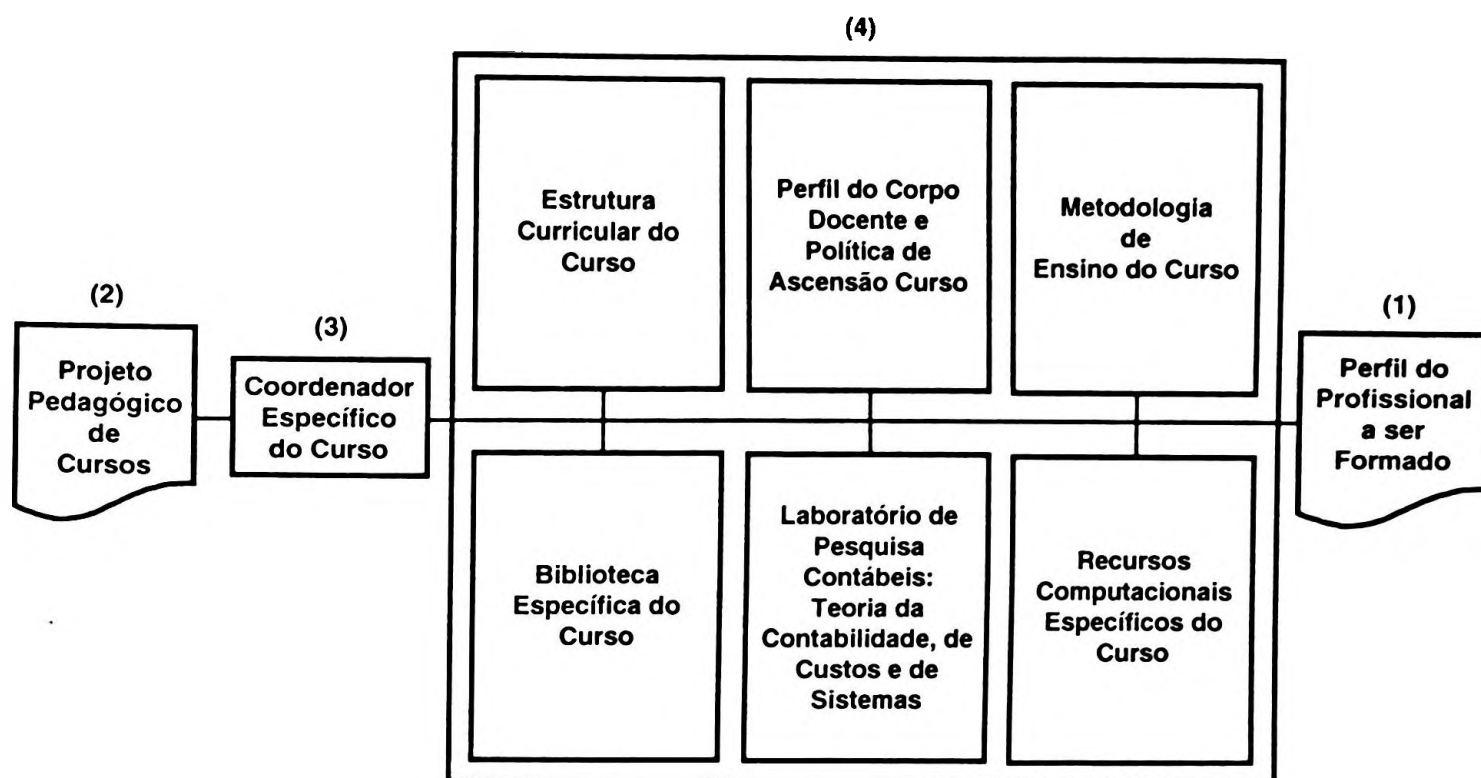 (4)
Estrutura
Curricular do
Curso
Perfil do Corpo
Docente e
Política de
Ascensão Curso
Metodologia
de
Ensino do Curso
(2)
Projeto
Pedagógico
de
Cursos
(3)
Coordenador
Específico
do Curso
(1)
Perfil do
Profissional
a ser
Formado
Biblioteca
Específica do
Curso
Laboratório de
Pesquisa
Contábeis:
Teoria da
Contabilidade, de
Custos e de
Sistemas
Recursos
Computacionais
Específicos do
Curso